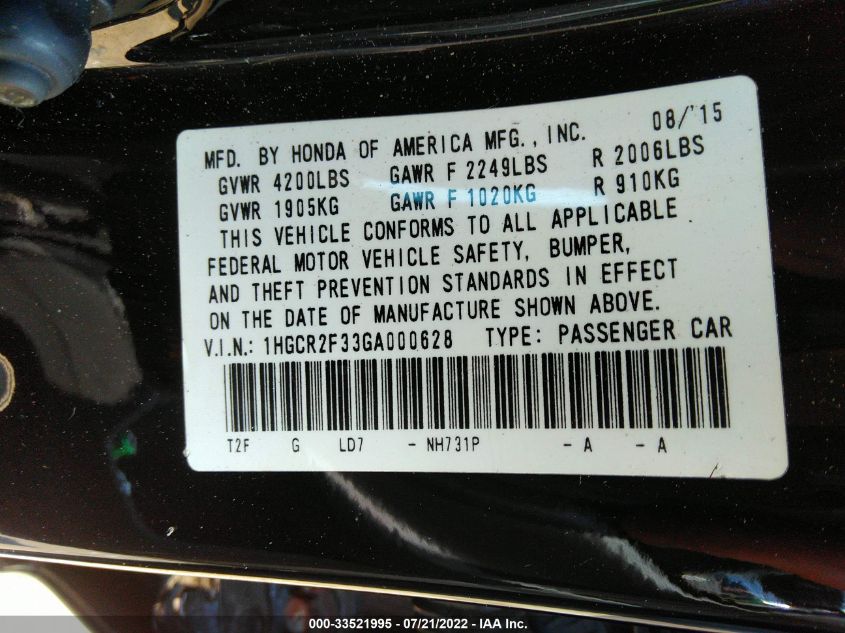 MFD. BY HONDA OF AMERICA MFG., INC. 08/'15
GVWR 4200LBS GAWR F 2249LBS R 2006LBS
GVWR 1905KG GAWR F 1020KG R 910KG
THIS VEHICLE CONFORMS TO ALL APPLICABLE
FEDERAL MOTOR VEHICLE SAFETY, BUMPER,
AND THEFT PREVENTION STANDARDS IN EFFECT
ON THE DATE OF MANUFACTURE SHOWN ABOVE.
V.I.N.: 1HGCR2F33GA000628 TYPE: PASSENGER CAR
T2F G LD7 - NH731P - A - A
000-33521995 - 07/21/2022 - IAA Inc.